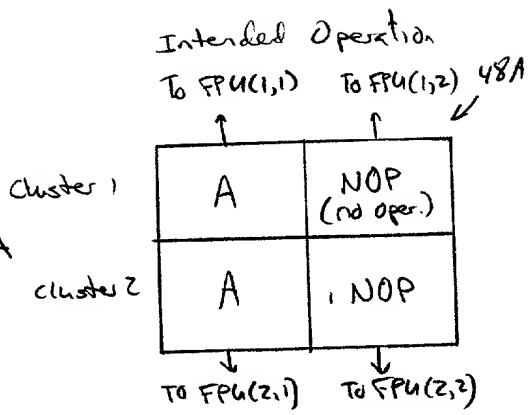 Intended Operation
To FPU(1,1) To FPU(1,2) 48A
Cluster 1 A NOP
(no oper.)
A
cluster 2 A NOP
To FPU(2,1) To FPU(2,2)